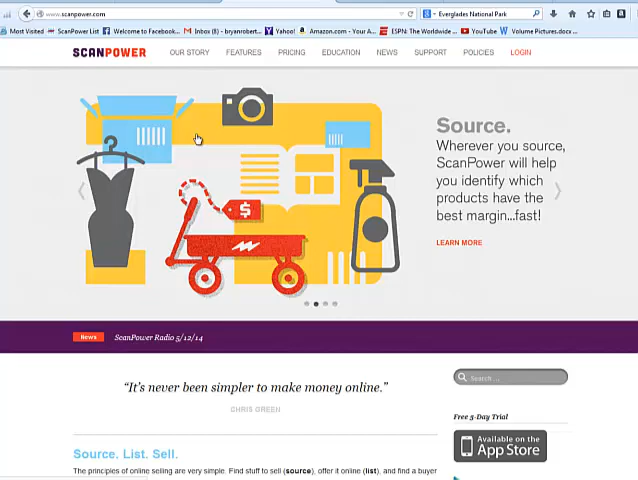 www.scanpower.com
Everglades National Park
Most Visited ScanPower List Welcome to Facebook... Inbox (8) - bryanrobert... Yahoo! Amazon.com - Your A... ESPN: The Worldwide ... YouTube Volume Pictures.docx ...
SCANPOWER OUR STORY FEATURES PRICING EDUCATION NEWS SUPPORT POLICIES LOGIN
Source.
Wherever you source,
ScanPower will help
you identify which
products have the
best margin...fast!
LEARN MORE
$
News ScanPower Radio 5/12/14
Search ...
“It's never been simpler to make money online.”
CHRIS GREEN
Free 3-Day Trial
Available on the
App Store
Source. List. Sell.
The principles of online selling are very simple. Find stuff to sell (source), offer it online (list), and find a buyer